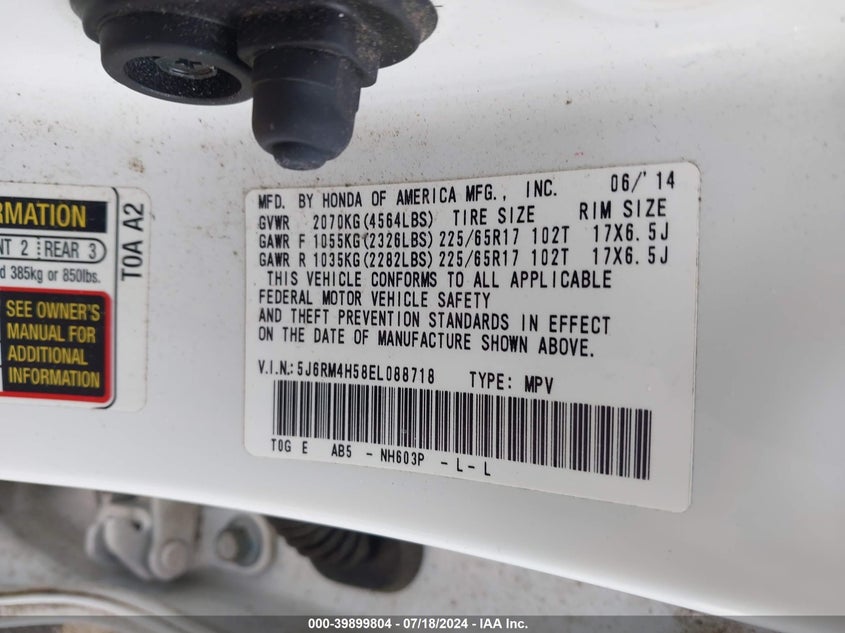 RMATION
NT 2 REAR 3
d 385kg or 850lbs.
SEE OWNER'S
MANUAL FOR
ADDITIONAL
INFORMATION
T0A A2
MFD. BY HONDA OF AMERICA MFG., INC. 06/'14
GVWR 2070KG(4564LBS) TIRE SIZE RIM SIZE
GAWR F 1055KG(2326LBS) 225/65R17 102T 17X6.5J
GAWR R 1035KG(2282LBS) 225/65R17 102T 17X6.5J
THIS VEHICLE CONFORMS TO ALL APPLICABLE
FEDERAL MOTOR VEHICLE SAFETY
AND THEFT PREVENTION STANDARDS IN EFFECT
ON THE DATE OF MANUFACTURE SHOWN ABOVE.
V.I.N.: 5J6RM4H58EL088718 TYPE: MPV
T0G E AB5 - NH603P - L - L
000-39899804 - 07/18/2024 - IAA Inc.